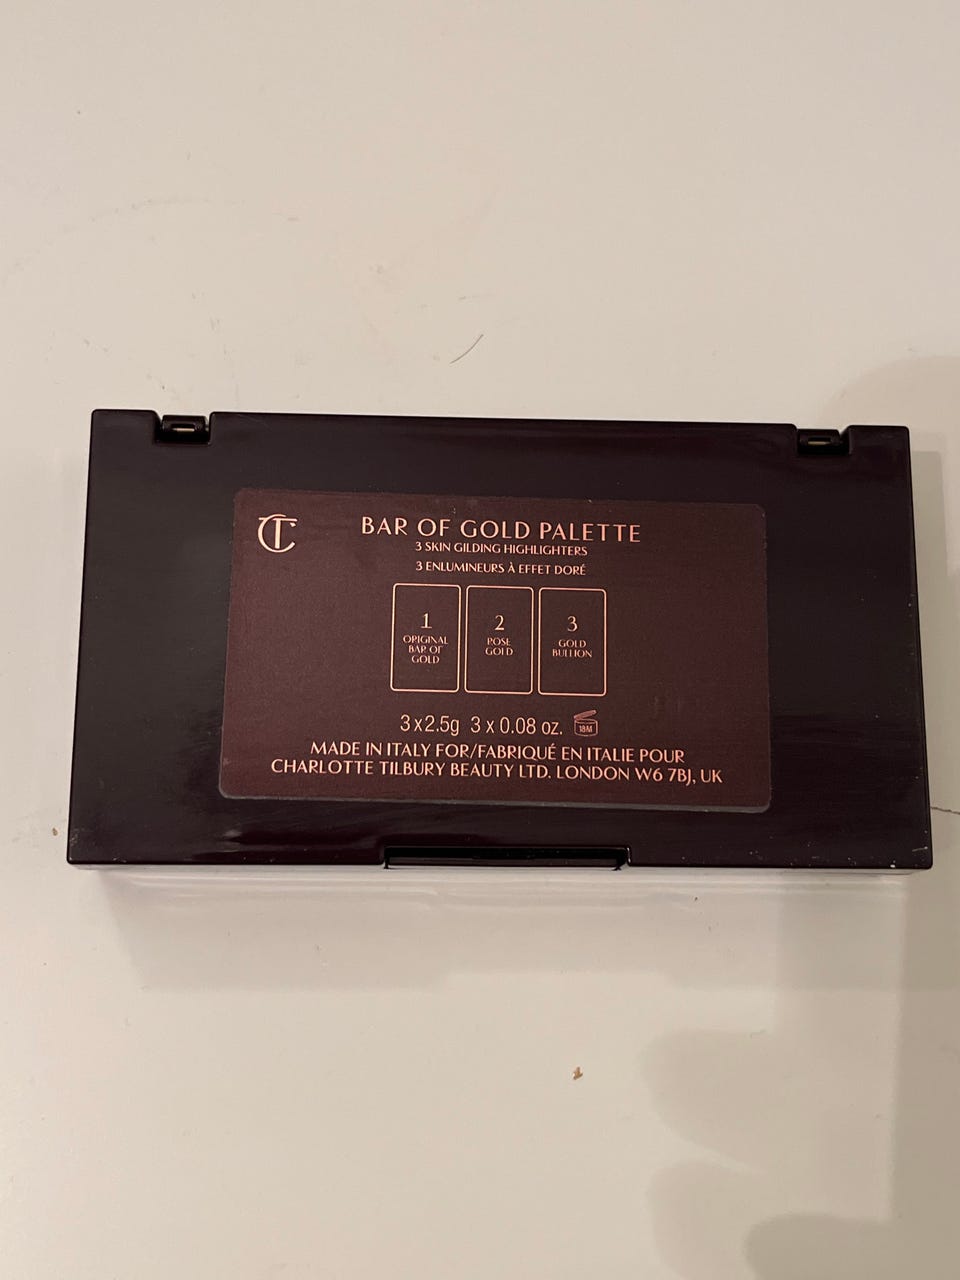 CT
BAR OF GOLD PALETTE
3 SKIN GILDING HIGHLIGHTERS
3 ENLUMINEURS À EFFET DORÉ
1
ORIGINAL
BAR OF
GOLD
2
ROSE
GOLD
3
GOLD
BULLION
3 x 2.5g 3 x 0.08 oz. 18M
MADE IN ITALY FOR/FABRIQUÉ EN ITALIE POUR
CHARLOTTE TILBURY BEAUTY LTD. LONDON W6 7BJ, UK